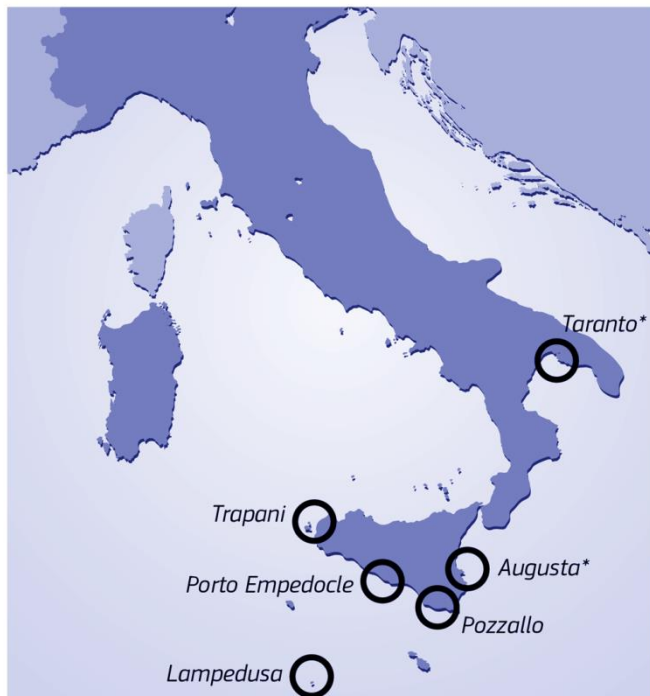 Taranto*
Trapani
Augusta*
Porto Empedocle
Pozzallo
Lampedusa